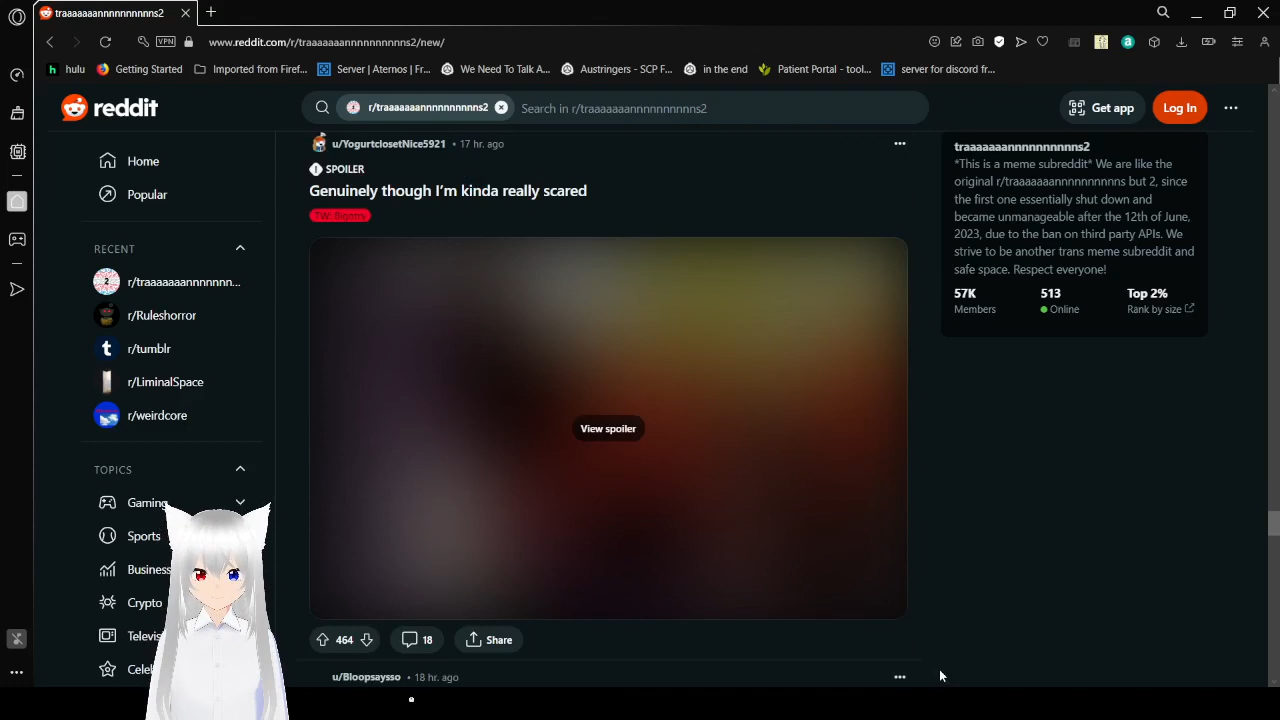 traaaaaaannnnnnnnnns2
VPN
www.reddit.com/r/traaaaaaannnnnnnnnns2/new/
hulu
Getting Started
Imported from Firef...
Server | Aternos | Fr...
We Need To Talk A...
Austringers - SCP F...
in the end
Patient Portal - tool...
server for discord fr...
reddit
r/traaaaaaannnnnnnnnns2
Search in r/traaaaaaannnnnnnnnns2
Get app
Log In
Home
Popular
RECENT
r/traaaaaaannnnnnn...
r/Ruleshorror
r/tumblr
r/LiminalSpace
r/weirdcore
TOPICS
Gaming
Sports
Business
Crypto
Televis
Celeb
u/YogurtclosetNice5921 • 17 hr. ago
SPOILER
Genuinely though I'm kinda really scared
TW: Bigotry
View spoiler
464
18
Share
u/Bloopsaysso • 18 hr. ago
traaaaaaannnnnnnnnns2
*This is a meme subreddit* We are like the
original r/traaaaaaannnnnnnnnns but 2, since
the first one essentially shut down and
became unmanageable after the 12th of June,
2023, due to the ban on third party APIs. We
strive to be another trans meme subreddit and
safe space. Respect everyone!
57K
Members
513
Online
Top 2%
Rank by size